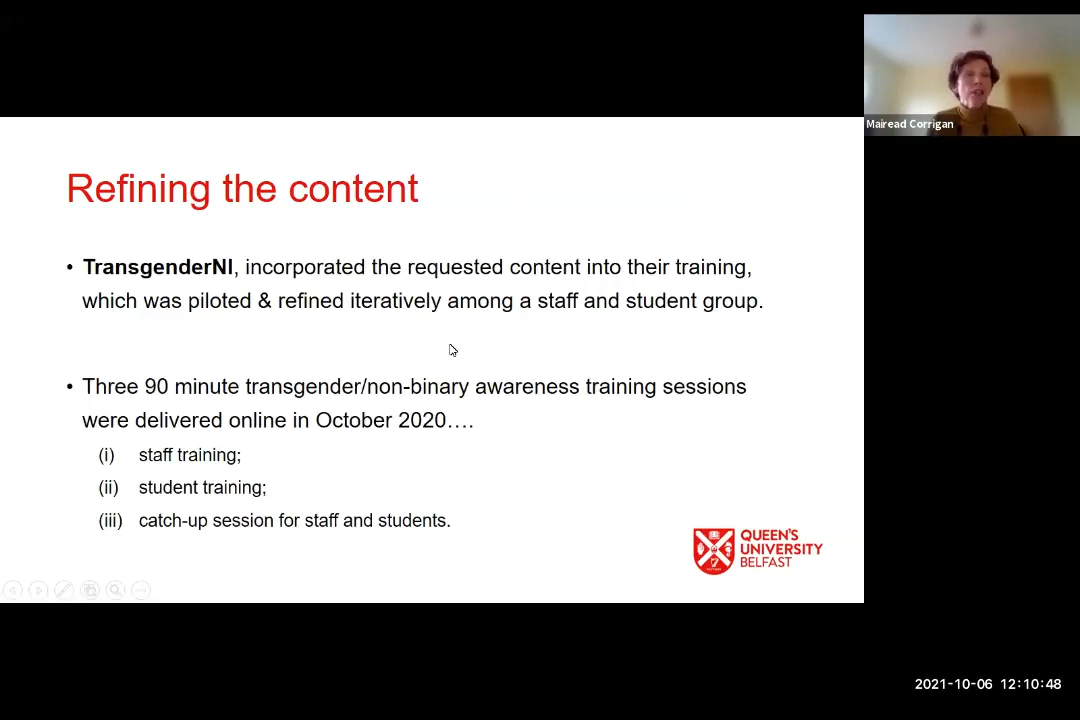 Mairead Corrigan
Refining the content
• TransgenderNI, incorporated the requested content into their training,
which was piloted & refined iteratively among a staff and student group.
• Three 90 minute transgender/non-binary awareness training sessions
were delivered online in October 2020….
(i) staff training;
(ii) student training;
(iii) catch-up session for staff and students.
QUEEN'S
UNIVERSITY
BELFAST
2021-10-06 12:10:48